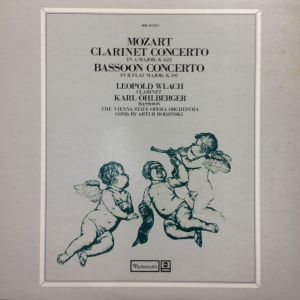 MOZART
CLARINET CONCERTO
IN A MAJOR, K.622
BASSOON CONCERTO
IN B FLAT MAJOR, K.191
LEOPOLD WLACH
CLARINET
KARL OHLBERGER
BASSOON
THE VIENNA STATE OPERA ORCHESTRA
COND. BY ARTUR RODZINSKI
Westminster